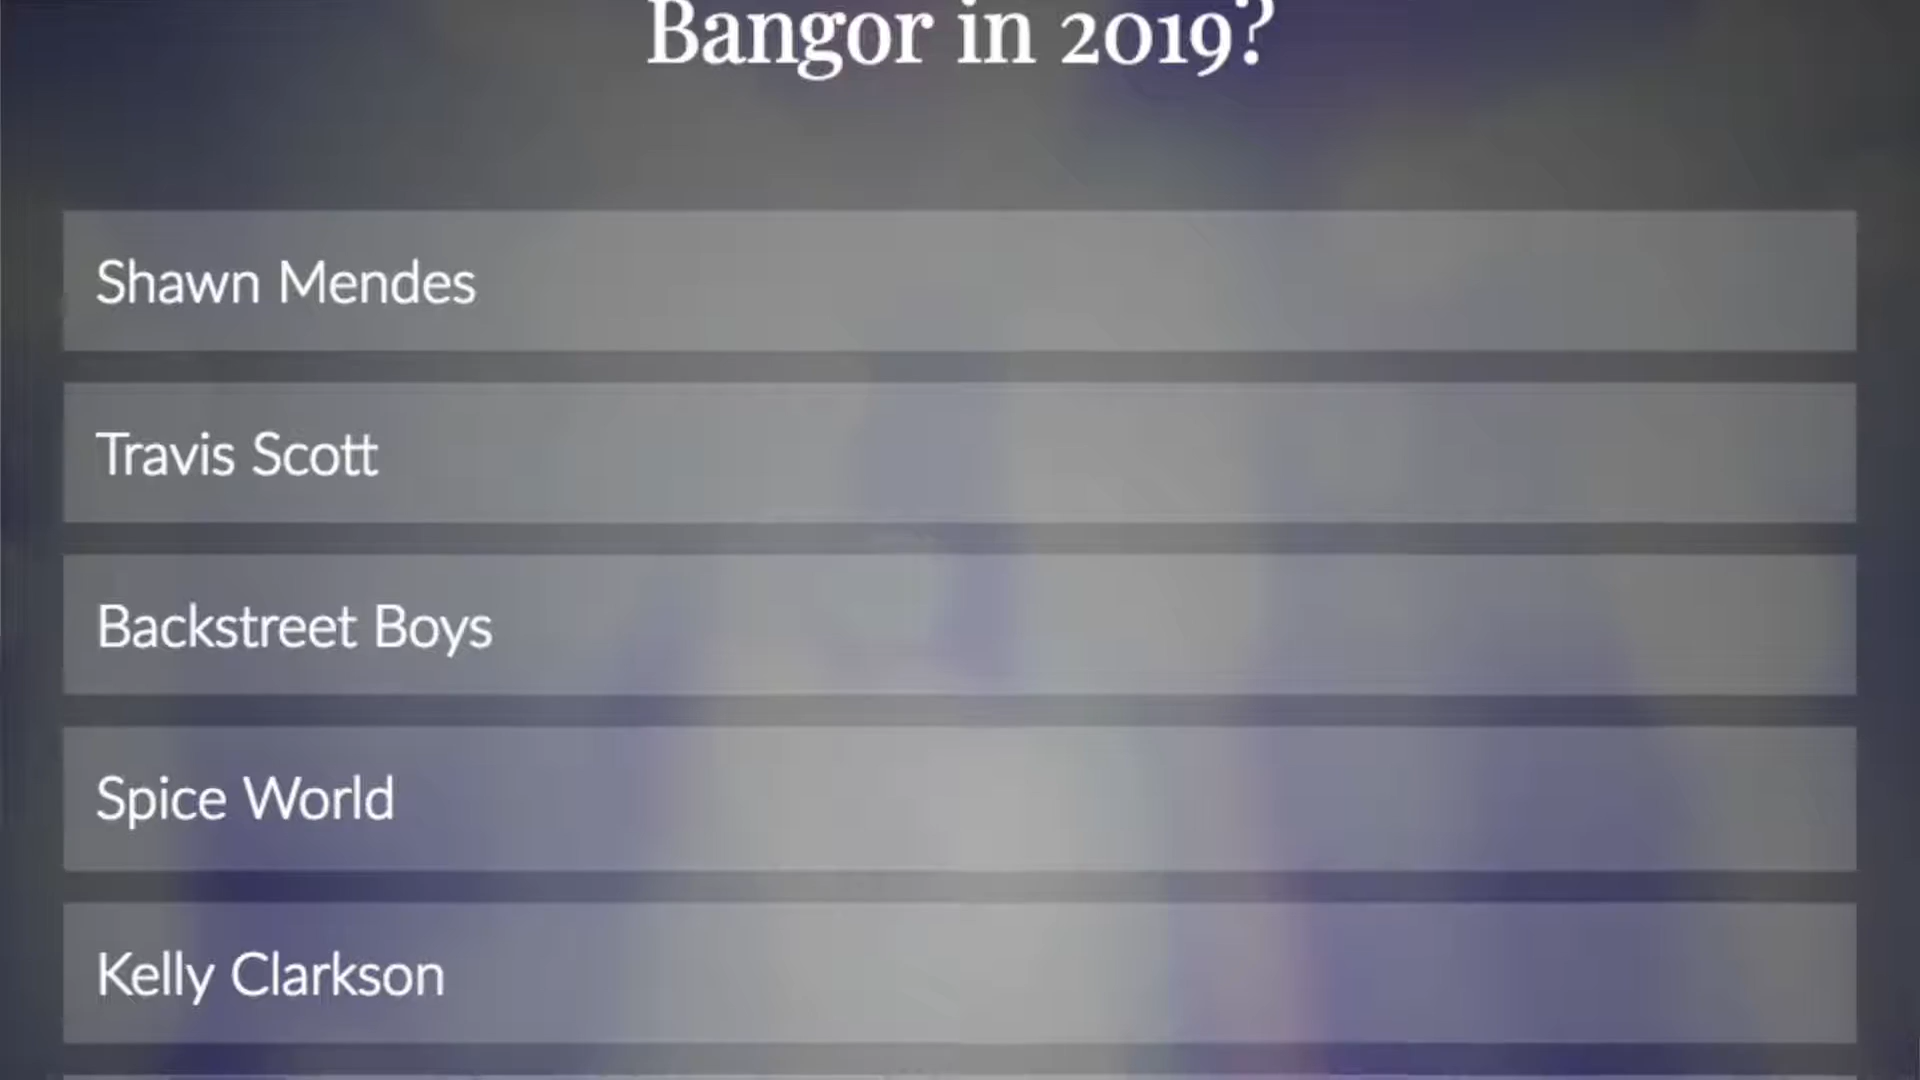 Bangor in 2019?
Shawn Mendes
Travis Scott
Backstreet Boys
Spice World
Kelly Clarkson